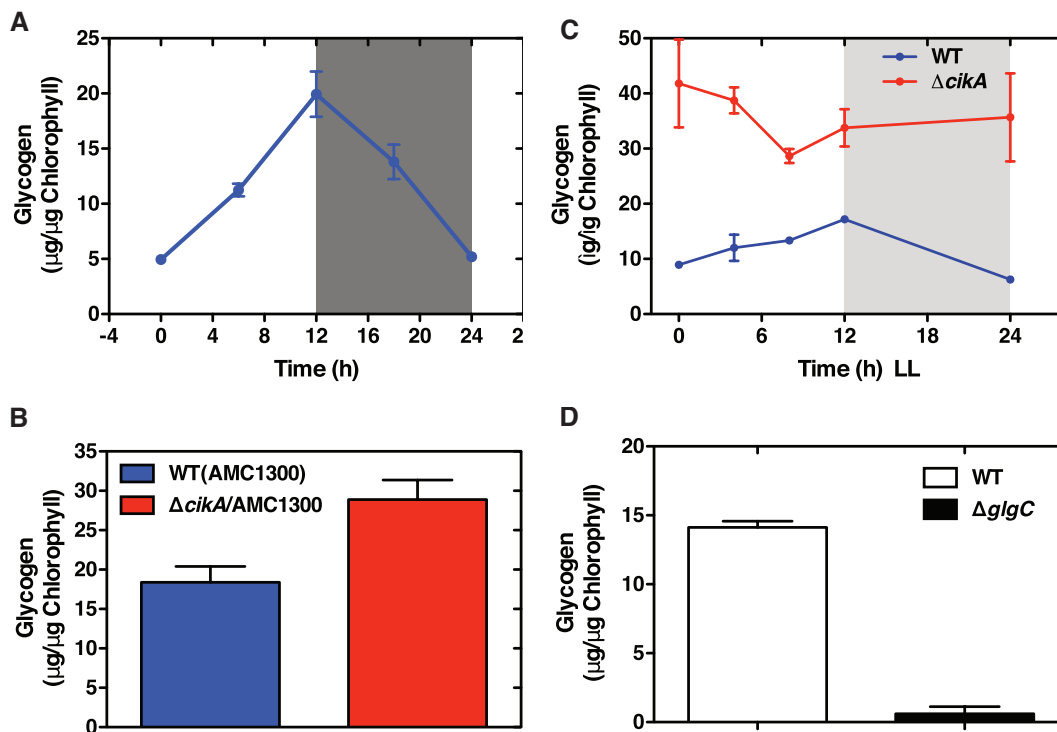 A
25
20
15
10
5
0
-4 0 4 8 12 16 20 24 2
Glycogen
(µg/µg Chlorophyll)
Time (h)
C
50
40
30
20
10
0
0 6 12 18 24
Glycogen
(ig/ig Chlorophyll)
Time (h) LL
WT
ΔcikA
B
35
30
25
20
15
10
5
0
Glycogen
(µg/µg Chlorophyll)
WT(AMC1300)
ΔcikA/AMC1300
D
20
15
10
5
0
Glycogen
(µg/µg Chlorophyll)
WT
ΔglgC